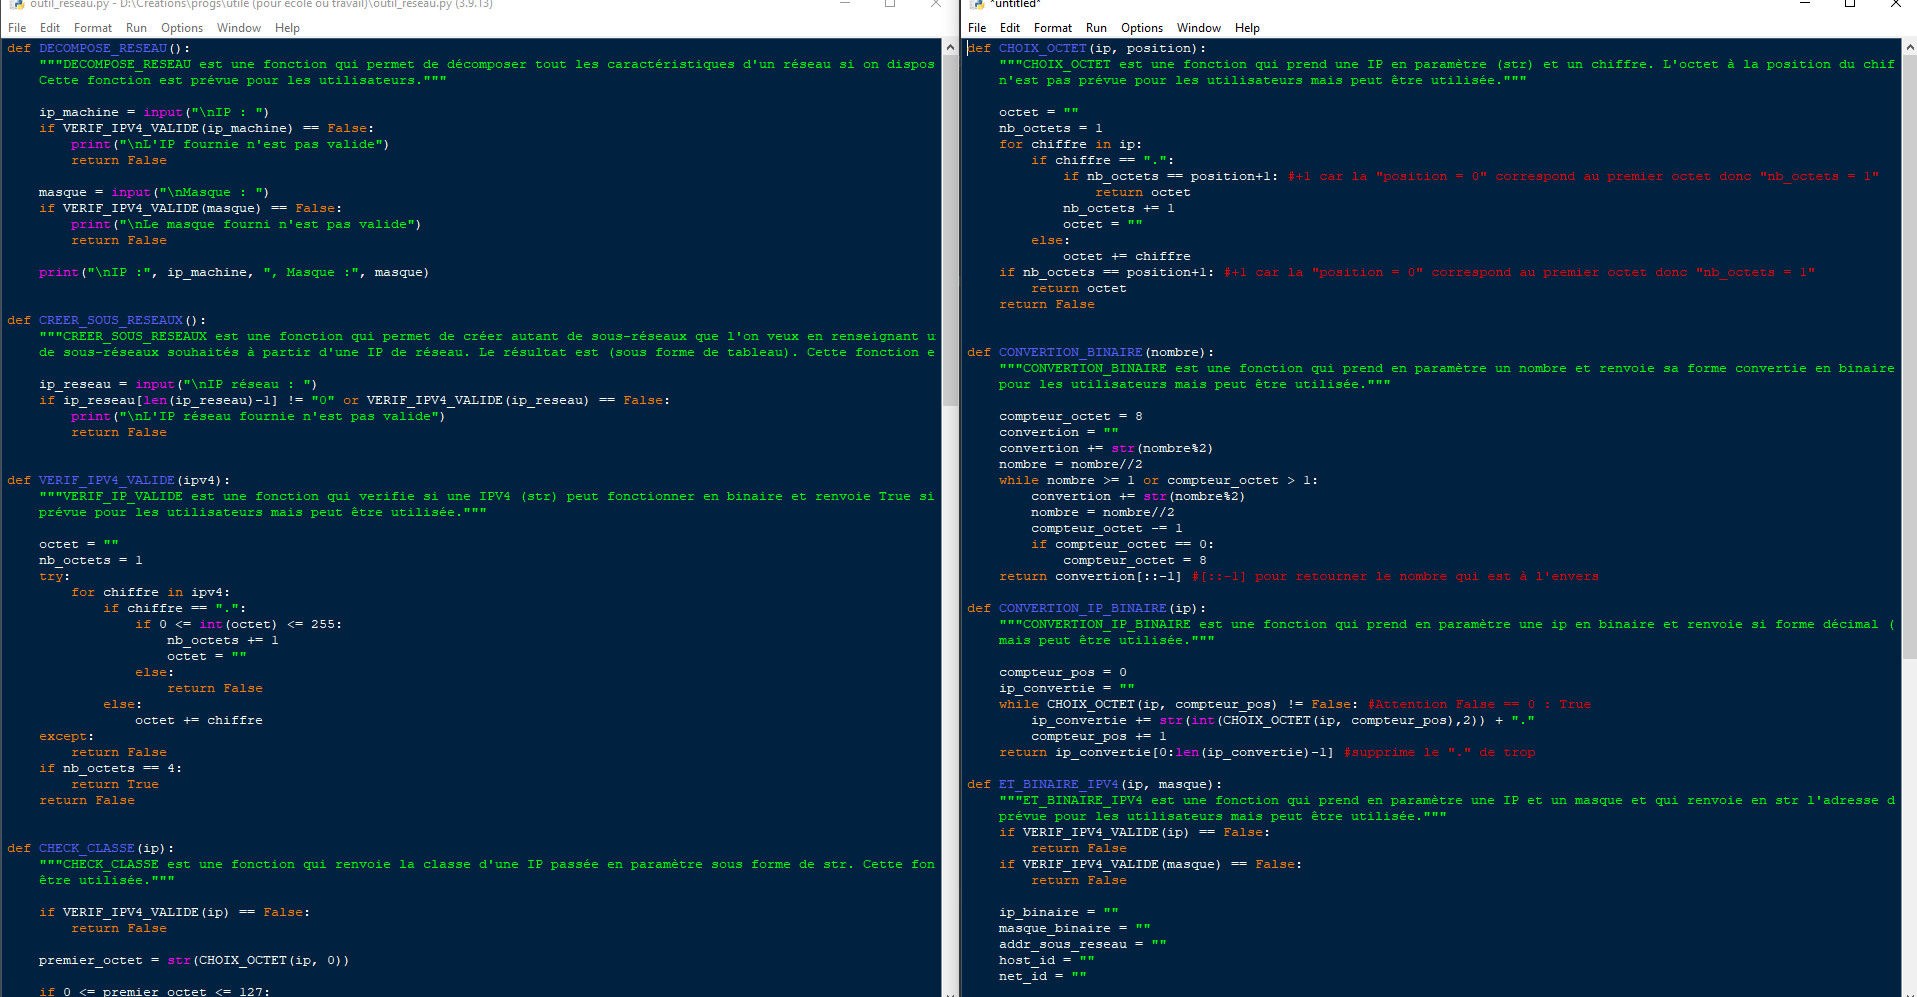 outil_reseau.py - D:\Creations\progs\utile (pour ecole ou travail)\outil_reseau.py (3.9.13)
File Edit Format Run Options Window Help
def DECOMPOSE_RESEAU():
"""DECOMPOSE_RESEAU est une fonction qui permet de décomposer tout les caractéristiques d'un réseau si on dispos
Cette fonction est prévue pour les utilisateurs."""
ip_machine = input("\nIP : ")
if VERIF_IPV4_VALIDE(ip_machine) == False:
print("\nL'IP fournie n'est pas valide")
return False
masque = input("\nMasque : ")
if VERIF_IPV4_VALIDE(masque) == False:
print("\nLe masque fourni n'est pas valide")
return False
print("\nIP :", ip_machine, ", Masque :", masque)
def CREER_SOUS_RESEAUX():
"""CREER_SOUS_RESEAUX est une fonction qui permet de créer autant de sous-réseaux que l'on veux en renseignant u
de sous-réseaux souhaités à partir d'une IP de réseau. Le résultat est (sous forme de tableau). Cette fonction e
ip_reseau = input("\nIP réseau : ")
if ip_reseau[len(ip_reseau)-1] != "0" or VERIF_IPV4_VALIDE(ip_reseau) == False:
print("\nL'IP réseau fournie n'est pas valide")
return False
def VERIF_IPV4_VALIDE(ipv4):
"""VERIF_IP_VALIDE est une fonction qui verifie si une IPV4 (str) peut fonctionner en binaire et renvoie True si
prévue pour les utilisateurs mais peut être utilisée."""
octet = ""
nb_octets = 1
try:
for chiffre in ipv4:
if chiffre == ".":
if 0 <= int(octet) <= 255:
nb_octets += 1
octet = ""
else:
return False
else:
octet += chiffre
except:
return False
if nb_octets == 4:
return True
return False
def CHECK_CLASSE(ip):
"""CHECK_CLASSE est une fonction qui renvoie la classe d'une IP passée en paramètre sous forme de str. Cette fon
être utilisée."""
if VERIF_IPV4_VALIDE(ip) == False:
return False
premier_octet = str(CHOIX_OCTET(ip, 0))
if 0 <= premier_octet <= 127:
*untitled*
File Edit Format Run Options Window Help
def CHOIX_OCTET(ip, position):
"""CHOIX_OCTET est une fonction qui prend une IP en paramètre (str) et un chiffre. L'octet à la position du chif
n'est pas prévue pour les utilisateurs mais peut être utilisée."""
octet = ""
nb_octets = 1
for chiffre in ip:
if chiffre == ".":
if nb_octets == position+1: #+1 car la "position = 0" correspond au premier octet donc "nb_octets = 1"
return octet
nb_octets += 1
octet = ""
else:
octet += chiffre
if nb_octets == position+1: #+1 car la "position = 0" correspond au premier octet donc "nb_octets = 1"
return octet
return False
def CONVERTION_BINAIRE(nombre):
"""CONVERTION_BINAIRE est une fonction qui prend en paramètre un nombre et renvoie sa forme convertie en binaire
pour les utilisateurs mais peut être utilisée."""
compteur_octet = 8
convertion = ""
convertion += str(nombre%2)
nombre = nombre//2
while nombre >= 1 or compteur_octet > 1:
convertion += str(nombre%2)
nombre = nombre//2
compteur_octet -= 1
if compteur_octet == 0:
compteur_octet = 8
return convertion[::-1] #[::-1] pour retourner le nombre qui est à l'envers
def CONVERTION_IP_BINAIRE(ip):
"""CONVERTION_IP_BINAIRE est une fonction qui prend en paramètre une ip en binaire et renvoie si forme décimal (
mais peut être utilisée."""
compteur_pos = 0
ip_convertie = ""
while CHOIX_OCTET(ip, compteur_pos) != False: #Attention False == 0 : True
ip_convertie += str(int(CHOIX_OCTET(ip, compteur_pos),2)) + "."
compteur_pos += 1
return ip_convertie[0:len(ip_convertie)-1] #supprime le "." de trop
def ET_BINAIRE_IPV4(ip, masque):
"""ET_BINAIRE_IPV4 est une fonction qui prend en paramètre une IP et un masque et qui renvoie en str l'adresse d
prévue pour les utilisateurs mais peut être utilisée."""
if VERIF_IPV4_VALIDE(ip) == False:
return False
if VERIF_IPV4_VALIDE(masque) == False:
return False
ip_binaire = ""
masque_binaire = ""
addr_sous_reseau = ""
host_id = ""
net_id = ""